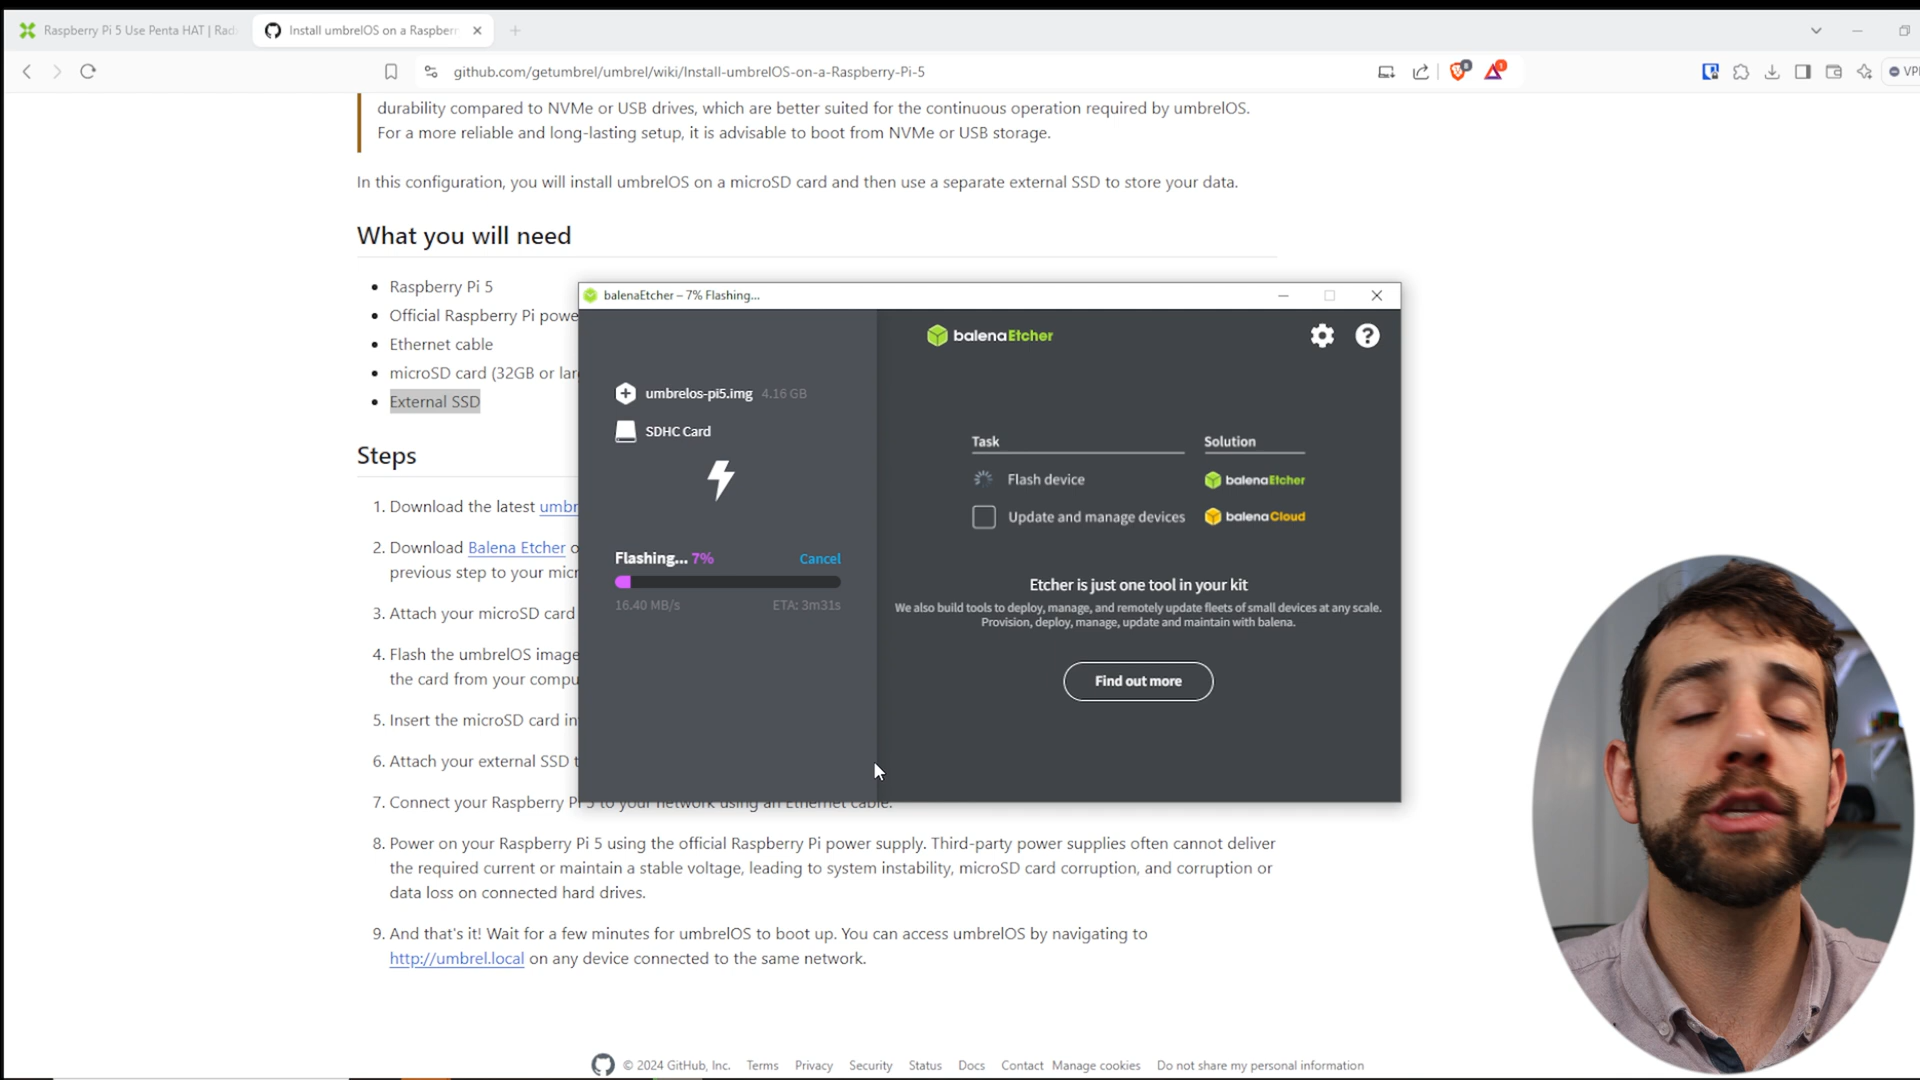 Raspberry Pi 5 Use Penta HAT | Rad
Install umbrelOS on a Raspberr
github.com/getumbrel/umbrel/wiki/Install-umbrelOS-on-a-Raspberry-Pi-5
8
1
VP
durability compared to NVMe or USB drives, which are better suited for the continuous operation required by umbrelOS.
For a more reliable and long-lasting setup, it is advisable to boot from NVMe or USB storage.
In this configuration, you will install umbrelOS on a microSD card and then use a separate external SSD to store your data.
What you will need
Raspberry Pi 5
Official Raspberry Pi powe
Ethernet cable
microSD card (32GB or lar
External SSD
Steps
1. Download the latest umbr
2. Download Balena Etcher o
previous step to your micr
3. Attach your microSD card
4. Flash the umbrelOS image
the card from your compu
5. Insert the microSD card in
6. Attach your external SSD t
7. Connect your Raspberry Pi 5 to your network using an Ethernet cable.
8. Power on your Raspberry Pi 5 using the official Raspberry Pi power supply. Third-party power supplies often cannot deliver
the required current or maintain a stable voltage, leading to system instability, microSD card corruption, and corruption or
data loss on connected hard drives.
9. And that's it! Wait for a few minutes for umbrelOS to boot up. You can access umbrelOS by navigating to
http://umbrel.local on any device connected to the same network.
balenaEtcher – 7% Flashing...
balenaEtcher
umbrelos-pi5.img 4.16 GB
SDHC Card
Flashing... 7% Cancel
16.40 MB/s ETA: 3m31s
Task Solution
Flash device balenaEtcher
Update and manage devices balenaCloud
Etcher is just one tool in your kit
We also build tools to deploy, manage, and remotely update fleets of small devices at any scale.
Provision, deploy, manage, update and maintain with balena.
Find out more
© 2024 GitHub, Inc. Terms Privacy Security Status Docs Contact Manage cookies Do not share my personal information